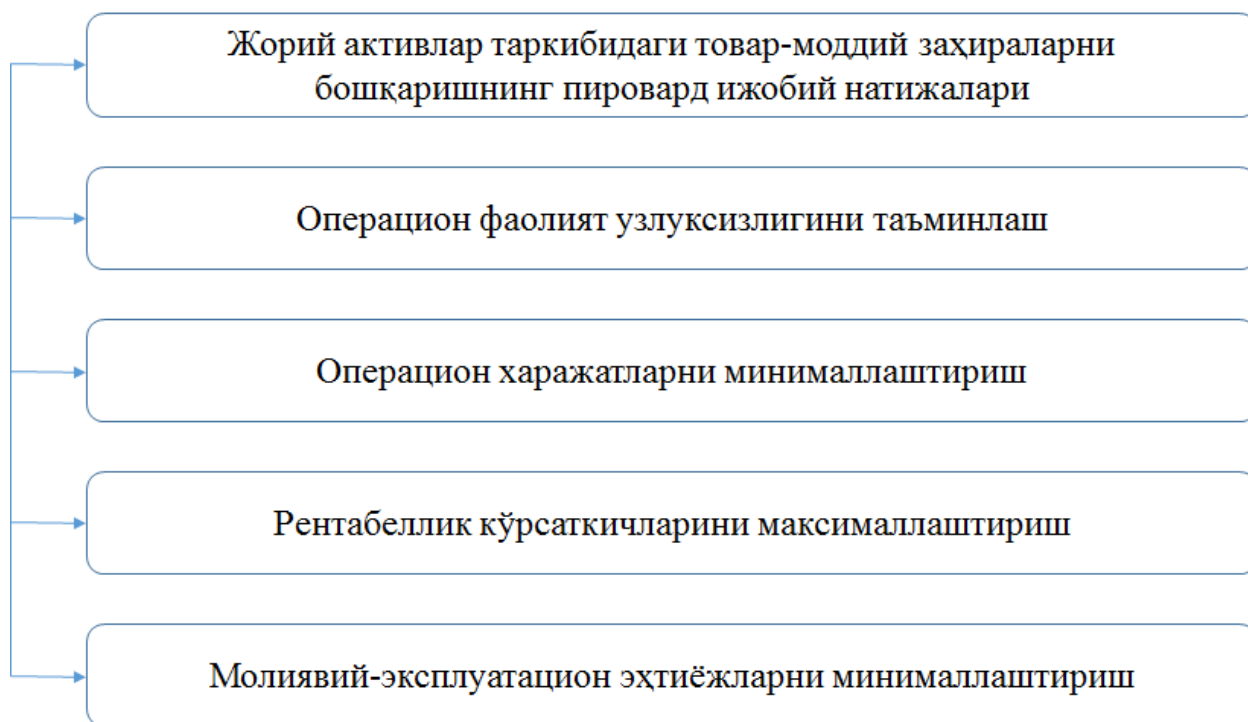 Жорий активлар таркибидаги товар-моддий заҳираларни
бошқаришнинг пировард ижобий натижалари
Операцион фаолият узлуксизлигини таъминлаш
Операцион харажатларни минималлаштириш
Рентабеллик кўрсаткичларини максималлаштириш
Молиявий-эксплуатацион эҳтиёжларни минималлаштириш